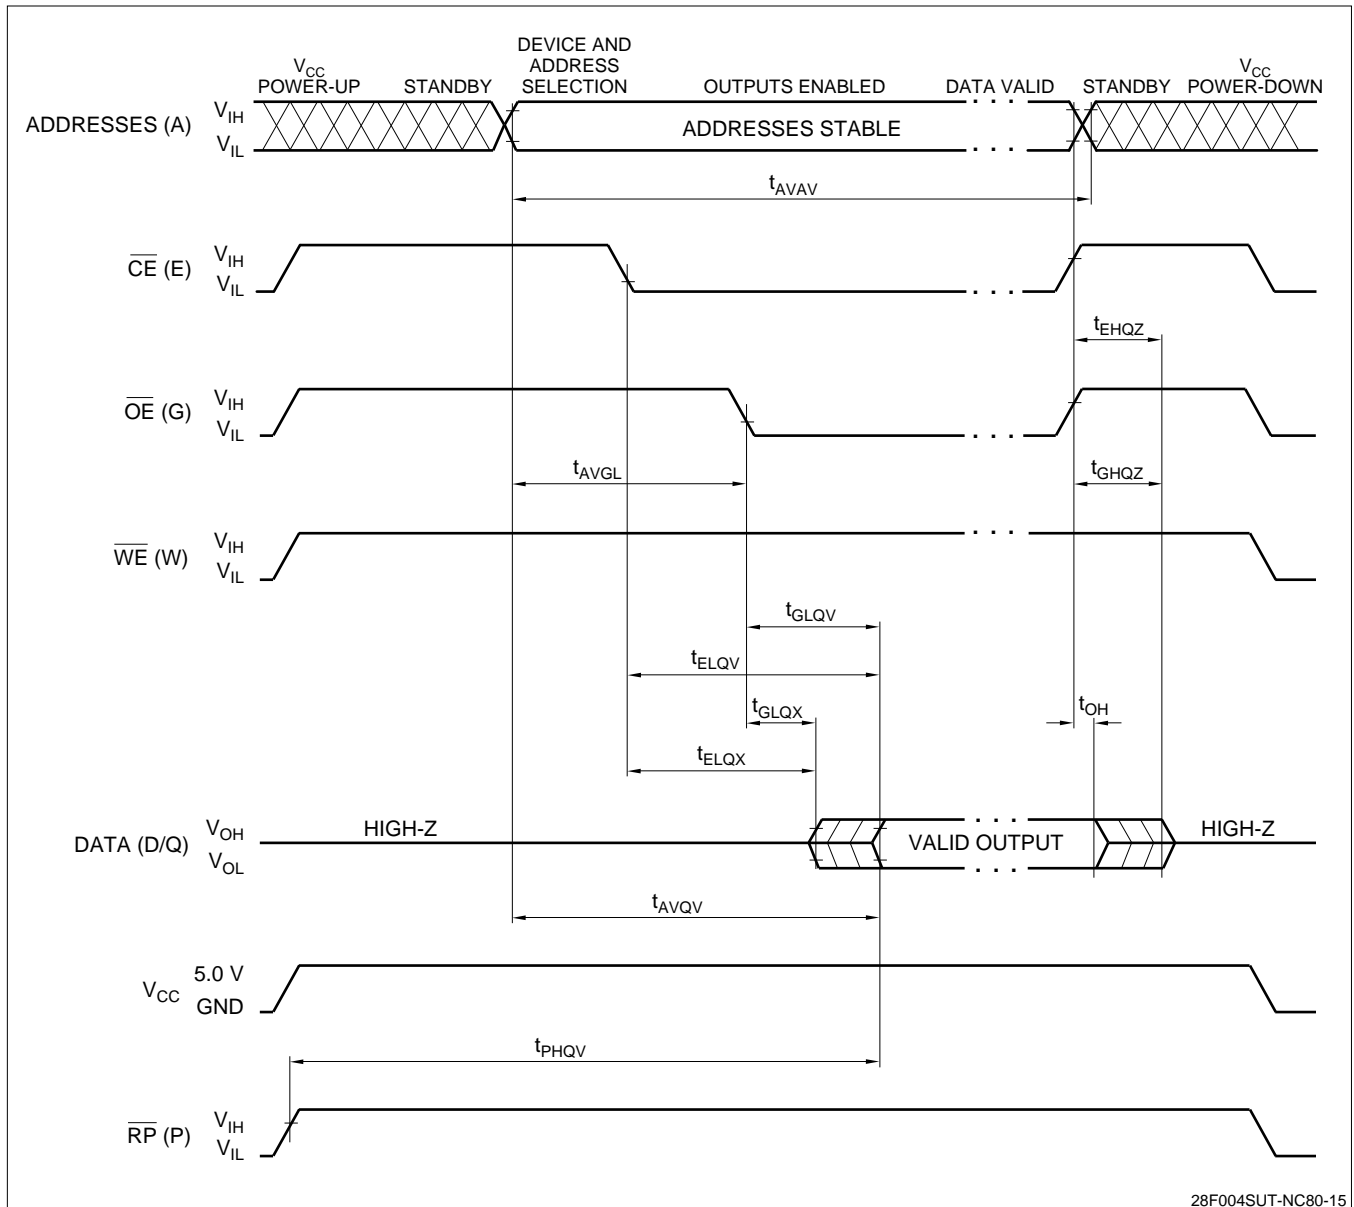 DEVICE AND
ADDRESS
SELECTION
VCC
POWER-UP
STANDBY
OUTPUTS ENABLED
DATA VALID
STANDBY
VCC
POWER-DOWN
ADDRESSES (A)
VIH
VIL
ADDRESSES STABLE
tAVAV
CE (E)
VIH
VIL
tEHQZ
OE (G)
VIH
VIL
tAVGL
tGHQZ
WE (W)
VIH
VIL
tGLQV
tELQV
tGLQX
tOH
tELQX
DATA (D/Q)
VOH
VOL
HIGH-Z
VALID OUTPUT
HIGH-Z
tAVQV
VCC
5.0 V
GND
tPHQV
RP (P)
VIH
VIL
28F004SUT-NC80-15